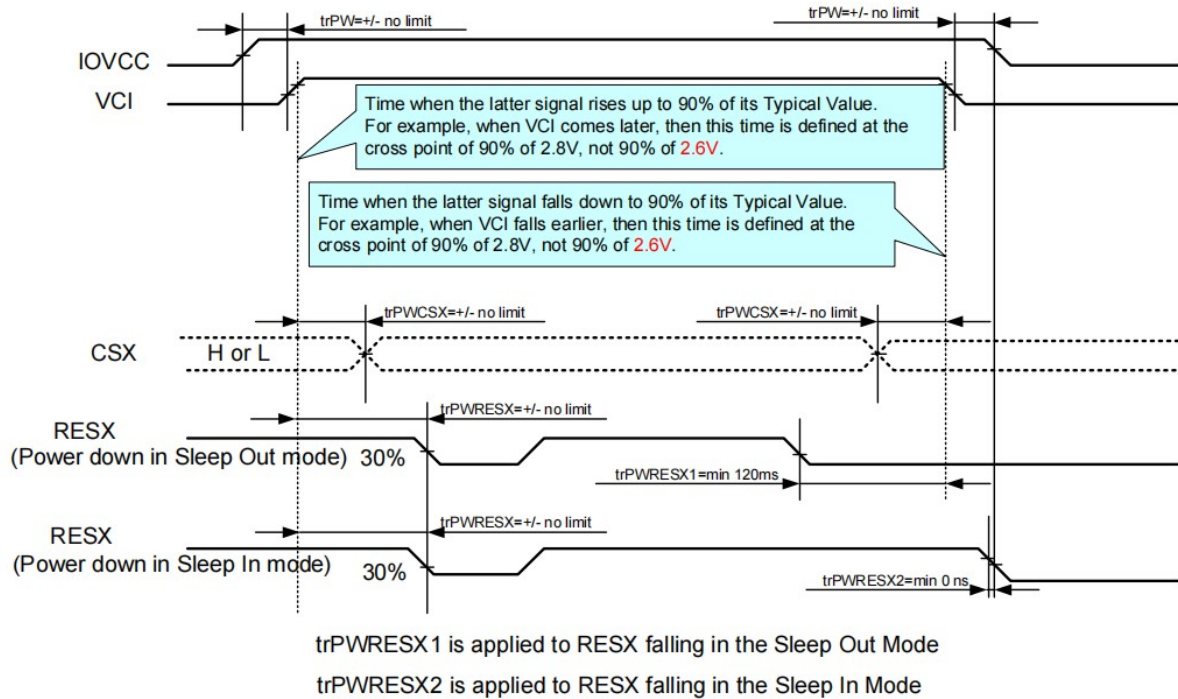 trPW=+/- no limit
trPW=+/- no limit
IOVCC
VCI
Time when the latter signal rises up to 90% of its Typical Value.
For example, when VCI comes later, then this time is defined at the
cross point of 90% of 2.8V, not 90% of 2.6V.
Time when the latter signal falls down to 90% of its Typical Value.
For example, when VCI falls earlier, then this time is defined at the
cross point of 90% of 2.8V, not 90% of 2.6V.
trPWCSX=+/- no limit
trPWCSX=+/- no limit
CSX
H or L
trPWRESX=+/- no limit
RESX
(Power down in Sleep Out mode)
30%
trPWRESX1=min 120ms
trPWRESX=+/- no limit
RESX
(Power down in Sleep In mode)
30%
trPWRESX2=min 0 ns
trPWRESX1 is applied to RESX falling in the Sleep Out Mode
trPWRESX2 is applied to RESX falling in the Sleep In Mode